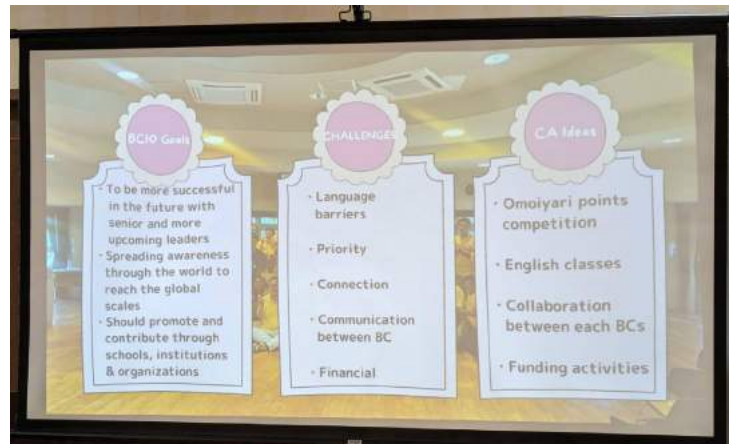 BCIO Goals
· To be more successful
in the future with
senior and more
upcoming leaders
· Spreading awareness
through the world to
reach the global
scales
· Should promote and
contribute through
schools, institutions
& organizations
CHALLENGES
· Language
barriers
· Priority
· Connection
· Communication
between BC
· Financial
CA Ideas
· Omoiyari points
competition
· English classes
· Collaboration
between each BCs
· Funding activities